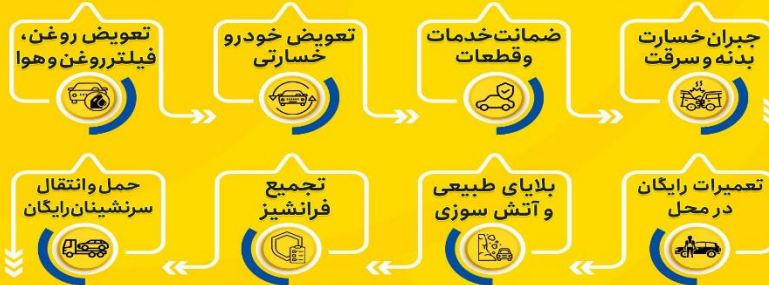 جبران خسارت
بدنه و سرقت
ضمانت خدمات
و قطعات
تعویض خودرو
خسارتی
تعویض روغن،
فیلتر روغن و هوا
تعمیرات رایگان
در محل
بلایای طبیعی
و آتش سوزی
تجمیع
فرانشیز
حمل و انتقال
سرنشینان رایگان